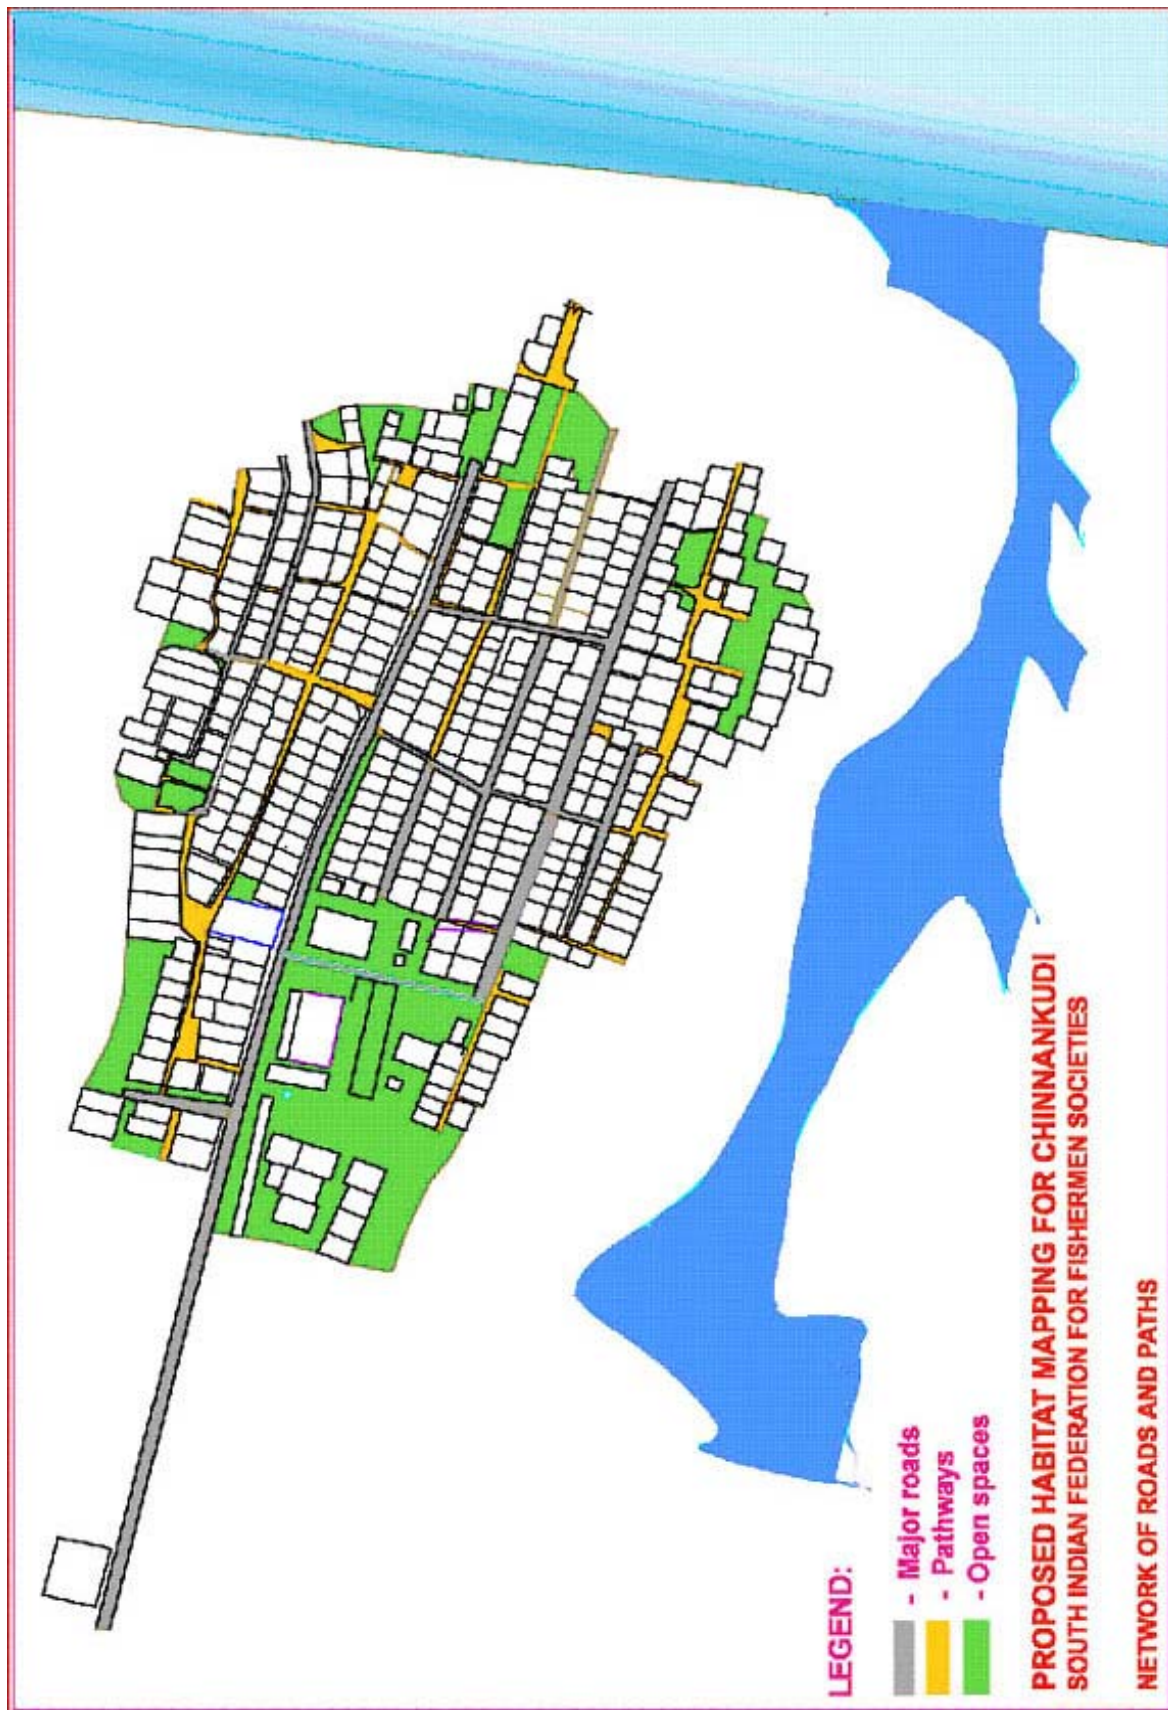 LEGEND:
- Major roads
- Pathways
- Open spaces
PROPOSED HABITAT MAPPING FOR CHINNANKUDI
SOUTH INDIAN FEDERATION FOR FISHERMEN SOCIETIES
NETWORK OF ROADS AND PATHS